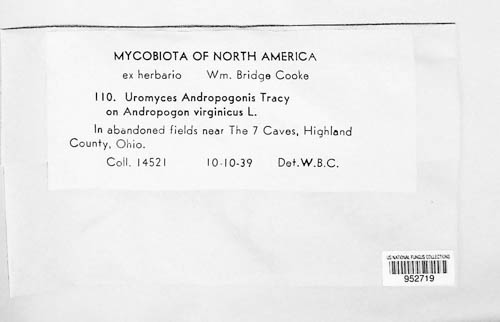 MYCOBIOTA OF NORTH AMERICA
ex herbario Wm. Bridge Cooke
110. Uromyces Andropogonis Tracy
on Andropogon virginicus L.
In abandoned fields near The 7 Caves, Highland
County, Ohio.
Coll. 14521 10-10-39 Det. W.B.C.
US NATIONAL FUNGUS COLLECTIONS
952719